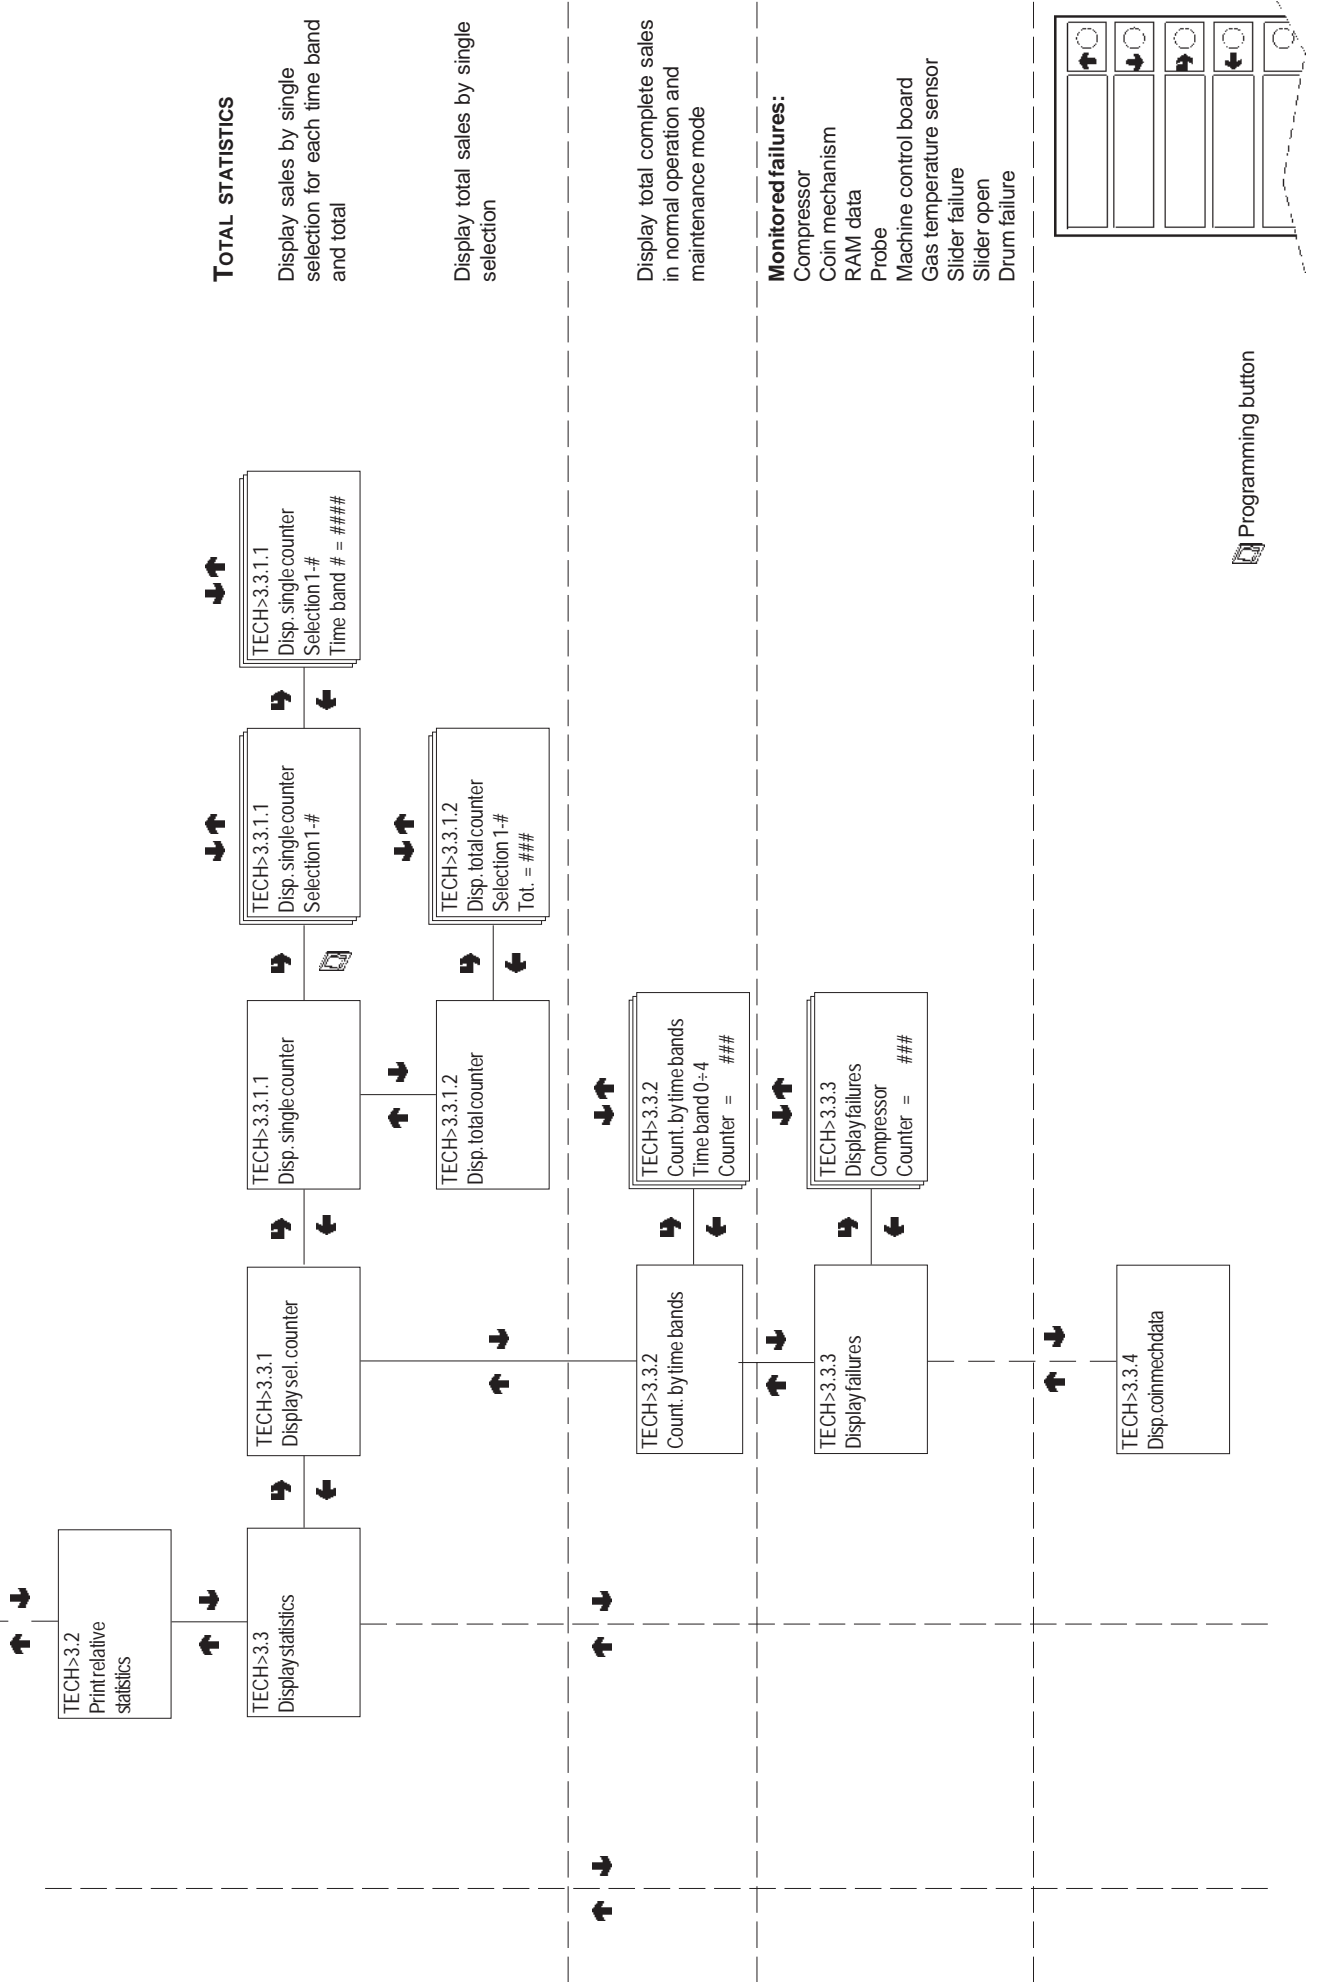 TECH>3.2
Print relative
statistics
TECH>3.3
Display statistics
TECH>3.3.1
Display sel. counter
TECH>3.3.1.1
Disp. single counter
TECH>3.3.1.1
Disp. single counter
Selection 1-#
TECH>3.3.1.1
Disp. single counter
Selection 1-#
Time band # = ####
TOTAL STATISTICS
Display sales by single
selection for each time band
and total
TECH>3.3.1.2
Disp. total counter
TECH>3.3.1.2
Disp. total counter
Selection 1-#
Tot. = ###
Display total sales by single
selection
TECH>3.3.2
Count. by time bands
TECH>3.3.2
Count. by time bands
Time band 0÷4
Counter = ###
Display total complete sales
in normal operation and
maintenance mode
TECH>3.3.3
Display failures
TECH>3.3.3
Display failures
Compressor
Counter = ###
Monitored failures:
Compressor
Coin mechanism
RAM data
Probe
Machine control board
Gas temperature sensor
Slider failure
Slider open
Drum failure
TECH>3.3.4
Disp. coin mech data
Programming button